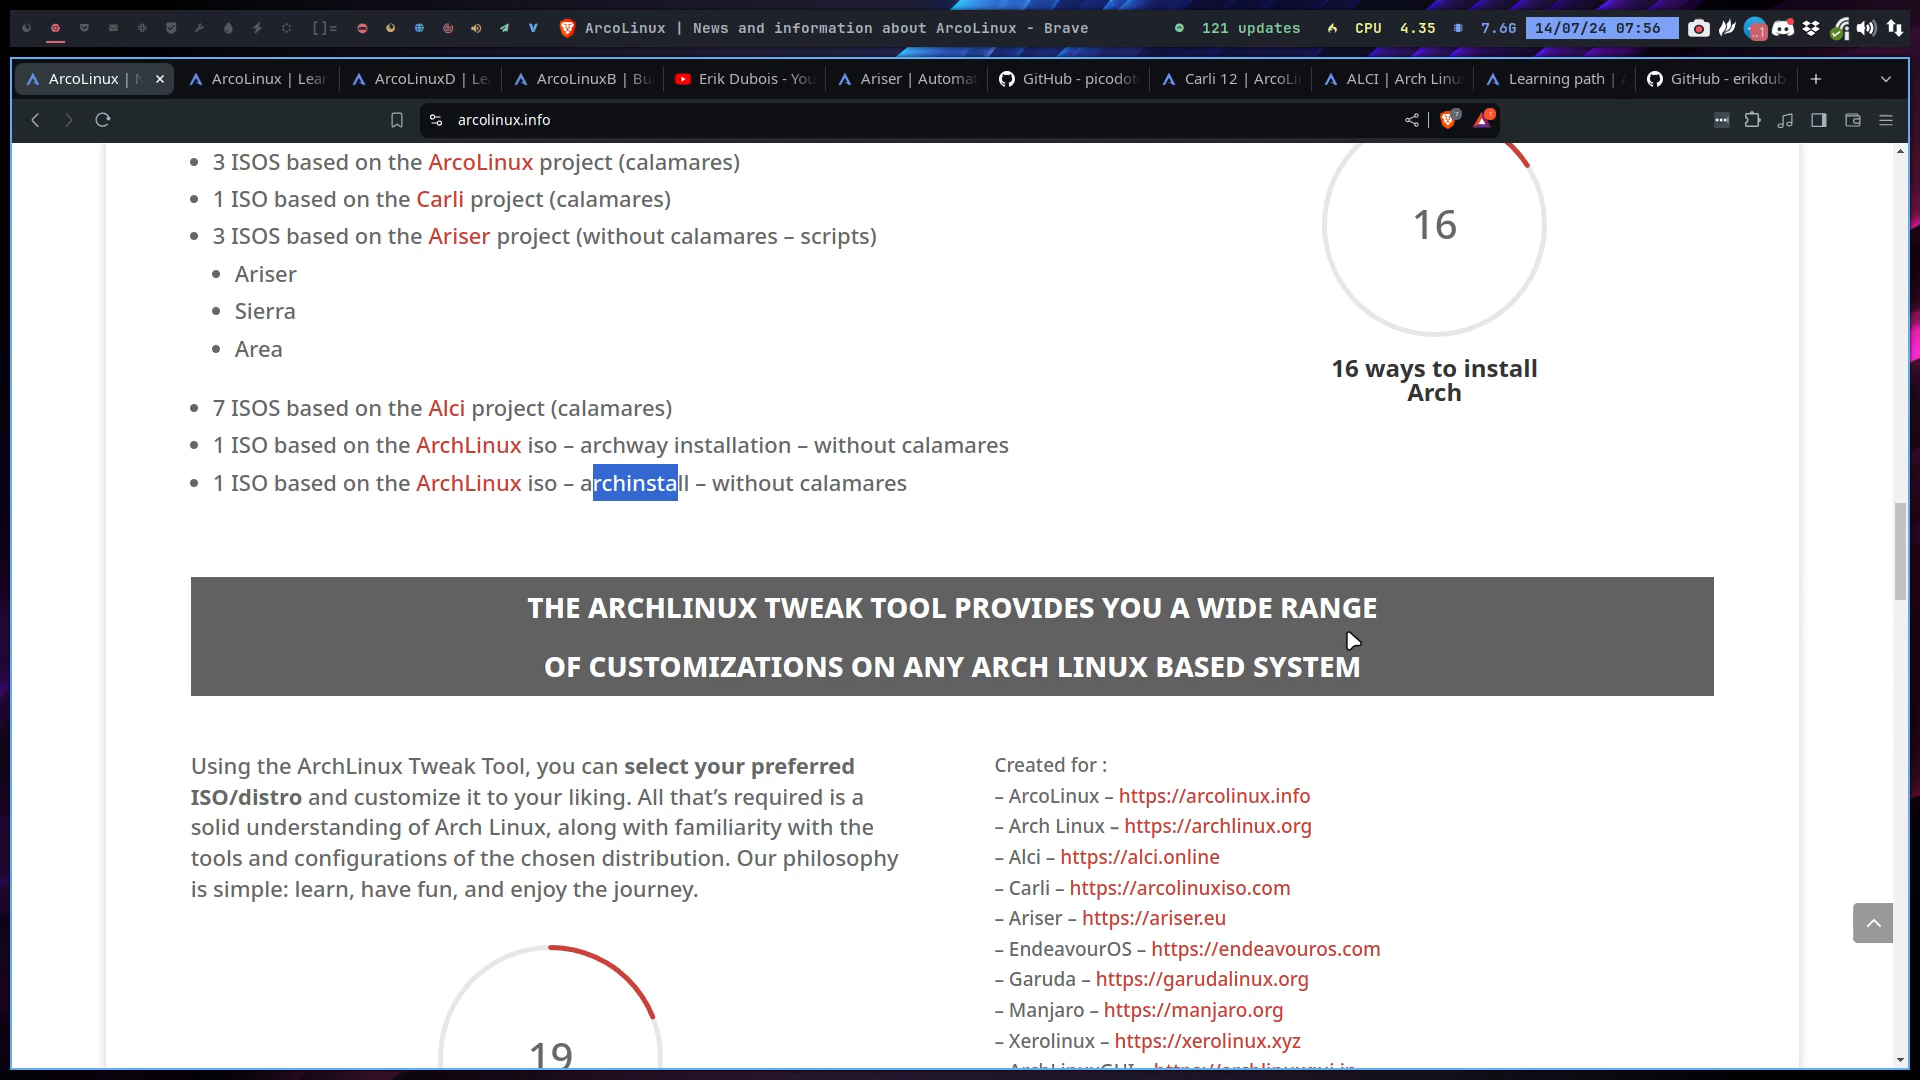 []=
ArcoLinux | News and information about ArcoLinux - Brave
121 updates
CPU 4.35
7.6G
14/07/24 07:56
ArcoLinux | N
ArcoLinux | Lear
ArcoLinuxD | Le
ArcoLinuxB | Bu
Erik Dubois - You
Ariser | Automat
GitHub - picodot
Carli 12 | ArcoLi
ALCI | Arch Linu
Learning path |
GitHub - erikdub
arcolinux.info
3 ISOS based on the ArcoLinux project (calamares)
1 ISO based on the Carli project (calamares)
3 ISOS based on the Ariser project (without calamares – scripts)
Ariser
Sierra
Area
7 ISOS based on the Alci project (calamares)
1 ISO based on the ArchLinux iso – archway installation – without calamares
1 ISO based on the ArchLinux iso – archinstall – without calamares
16
16 ways to install
Arch
THE ARCHLINUX TWEAK TOOL PROVIDES YOU A WIDE RANGE
OF CUSTOMIZATIONS ON ANY ARCH LINUX BASED SYSTEM
Using the ArchLinux Tweak Tool, you can select your preferred
ISO/distro and customize it to your liking. All that’s required is a
solid understanding of Arch Linux, along with familiarity with the
tools and configurations of the chosen distribution. Our philosophy
is simple: learn, have fun, and enjoy the journey.
19
Created for :
– ArcoLinux – https://arcolinux.info
– Arch Linux – https://archlinux.org
– Alci – https://alci.online
– Carli – https://arcolinuxiso.com
– Ariser – https://ariser.eu
– EndeavourOS – https://endeavouros.com
– Garuda – https://garudalinux.org
– Manjaro – https://manjaro.org
– Xerolinux – https://xerolinux.xyz